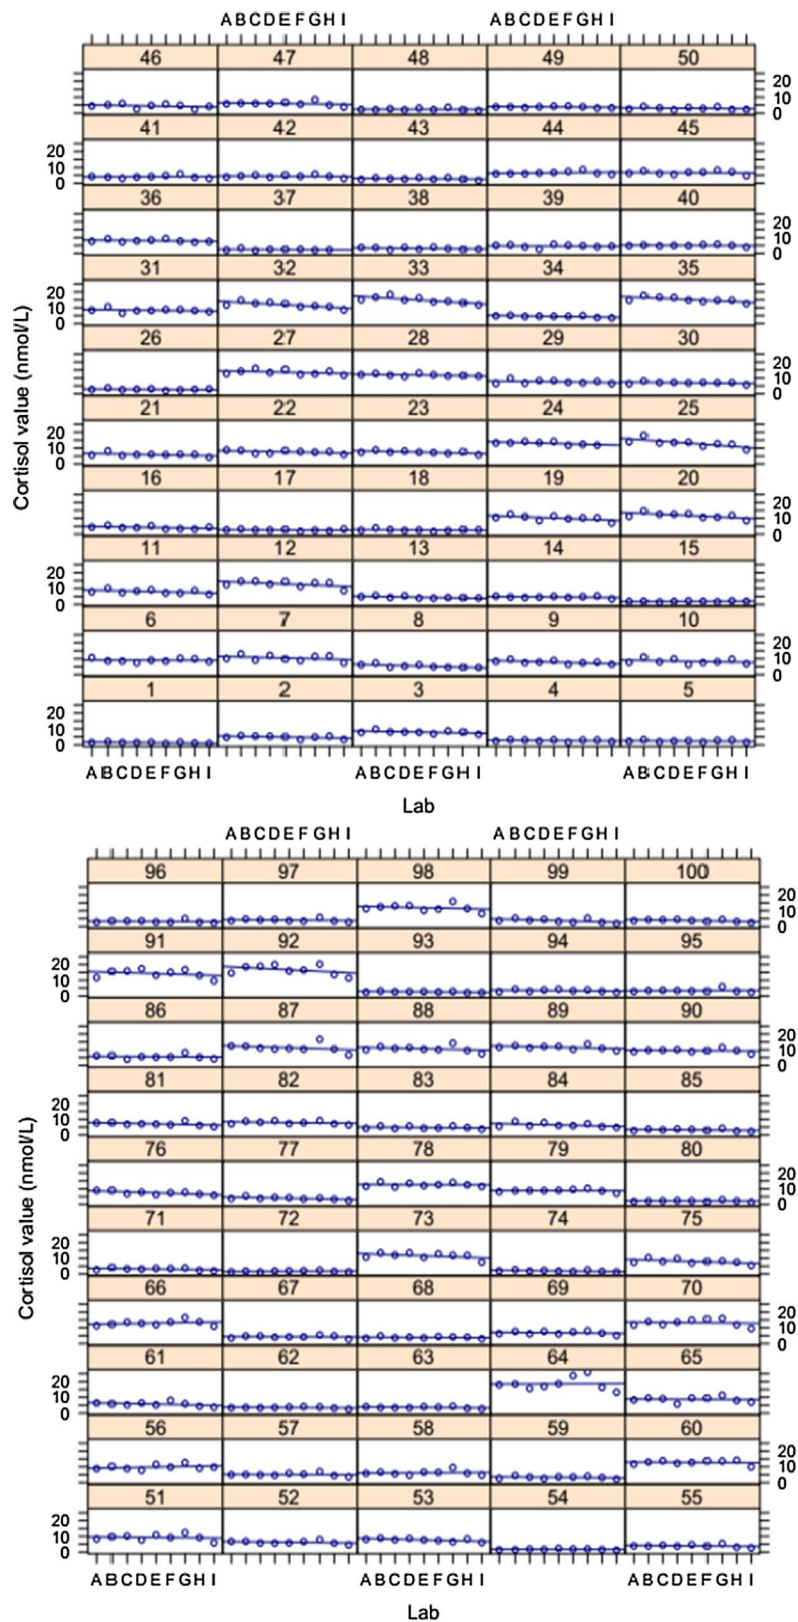 ABCDEFGHI ABCDEFGHI
46 47 48 49 50
20
10
0
41 42 43 44 45
20
10
0
36 37 38 39 40
20
10
0
31 32 33 34 35
20
10
0
26 27 28 29 30
20
10
0
21 22 23 24 25
20
10
0
16 17 18 19 20
20
10
0
11 12 13 14 15
20
10
0
6 7 8 9 10
20
10
0
1 2 3 4 5
20
10
0
Cortisol value (nmol/L)
ABCDEFGHI ABCDEFGHI ABCDEFGHI
Lab
ABCDEFGHI ABCDEFGHI
96 97 98 99 100
20
10
0
91 92 93 94 95
20
10
0
86 87 88 89 90
20
10
0
81 82 83 84 85
20
10
0
76 77 78 79 80
20
10
0
71 72 73 74 75
20
10
0
66 67 68 69 70
20
10
0
61 62 63 64 65
20
10
0
56 57 58 59 60
20
10
0
51 52 53 54 55
20
10
0
Cortisol value (nmol/L)
ABCDEFGHI ABCDEFGHI ABCDEFGHI
Lab